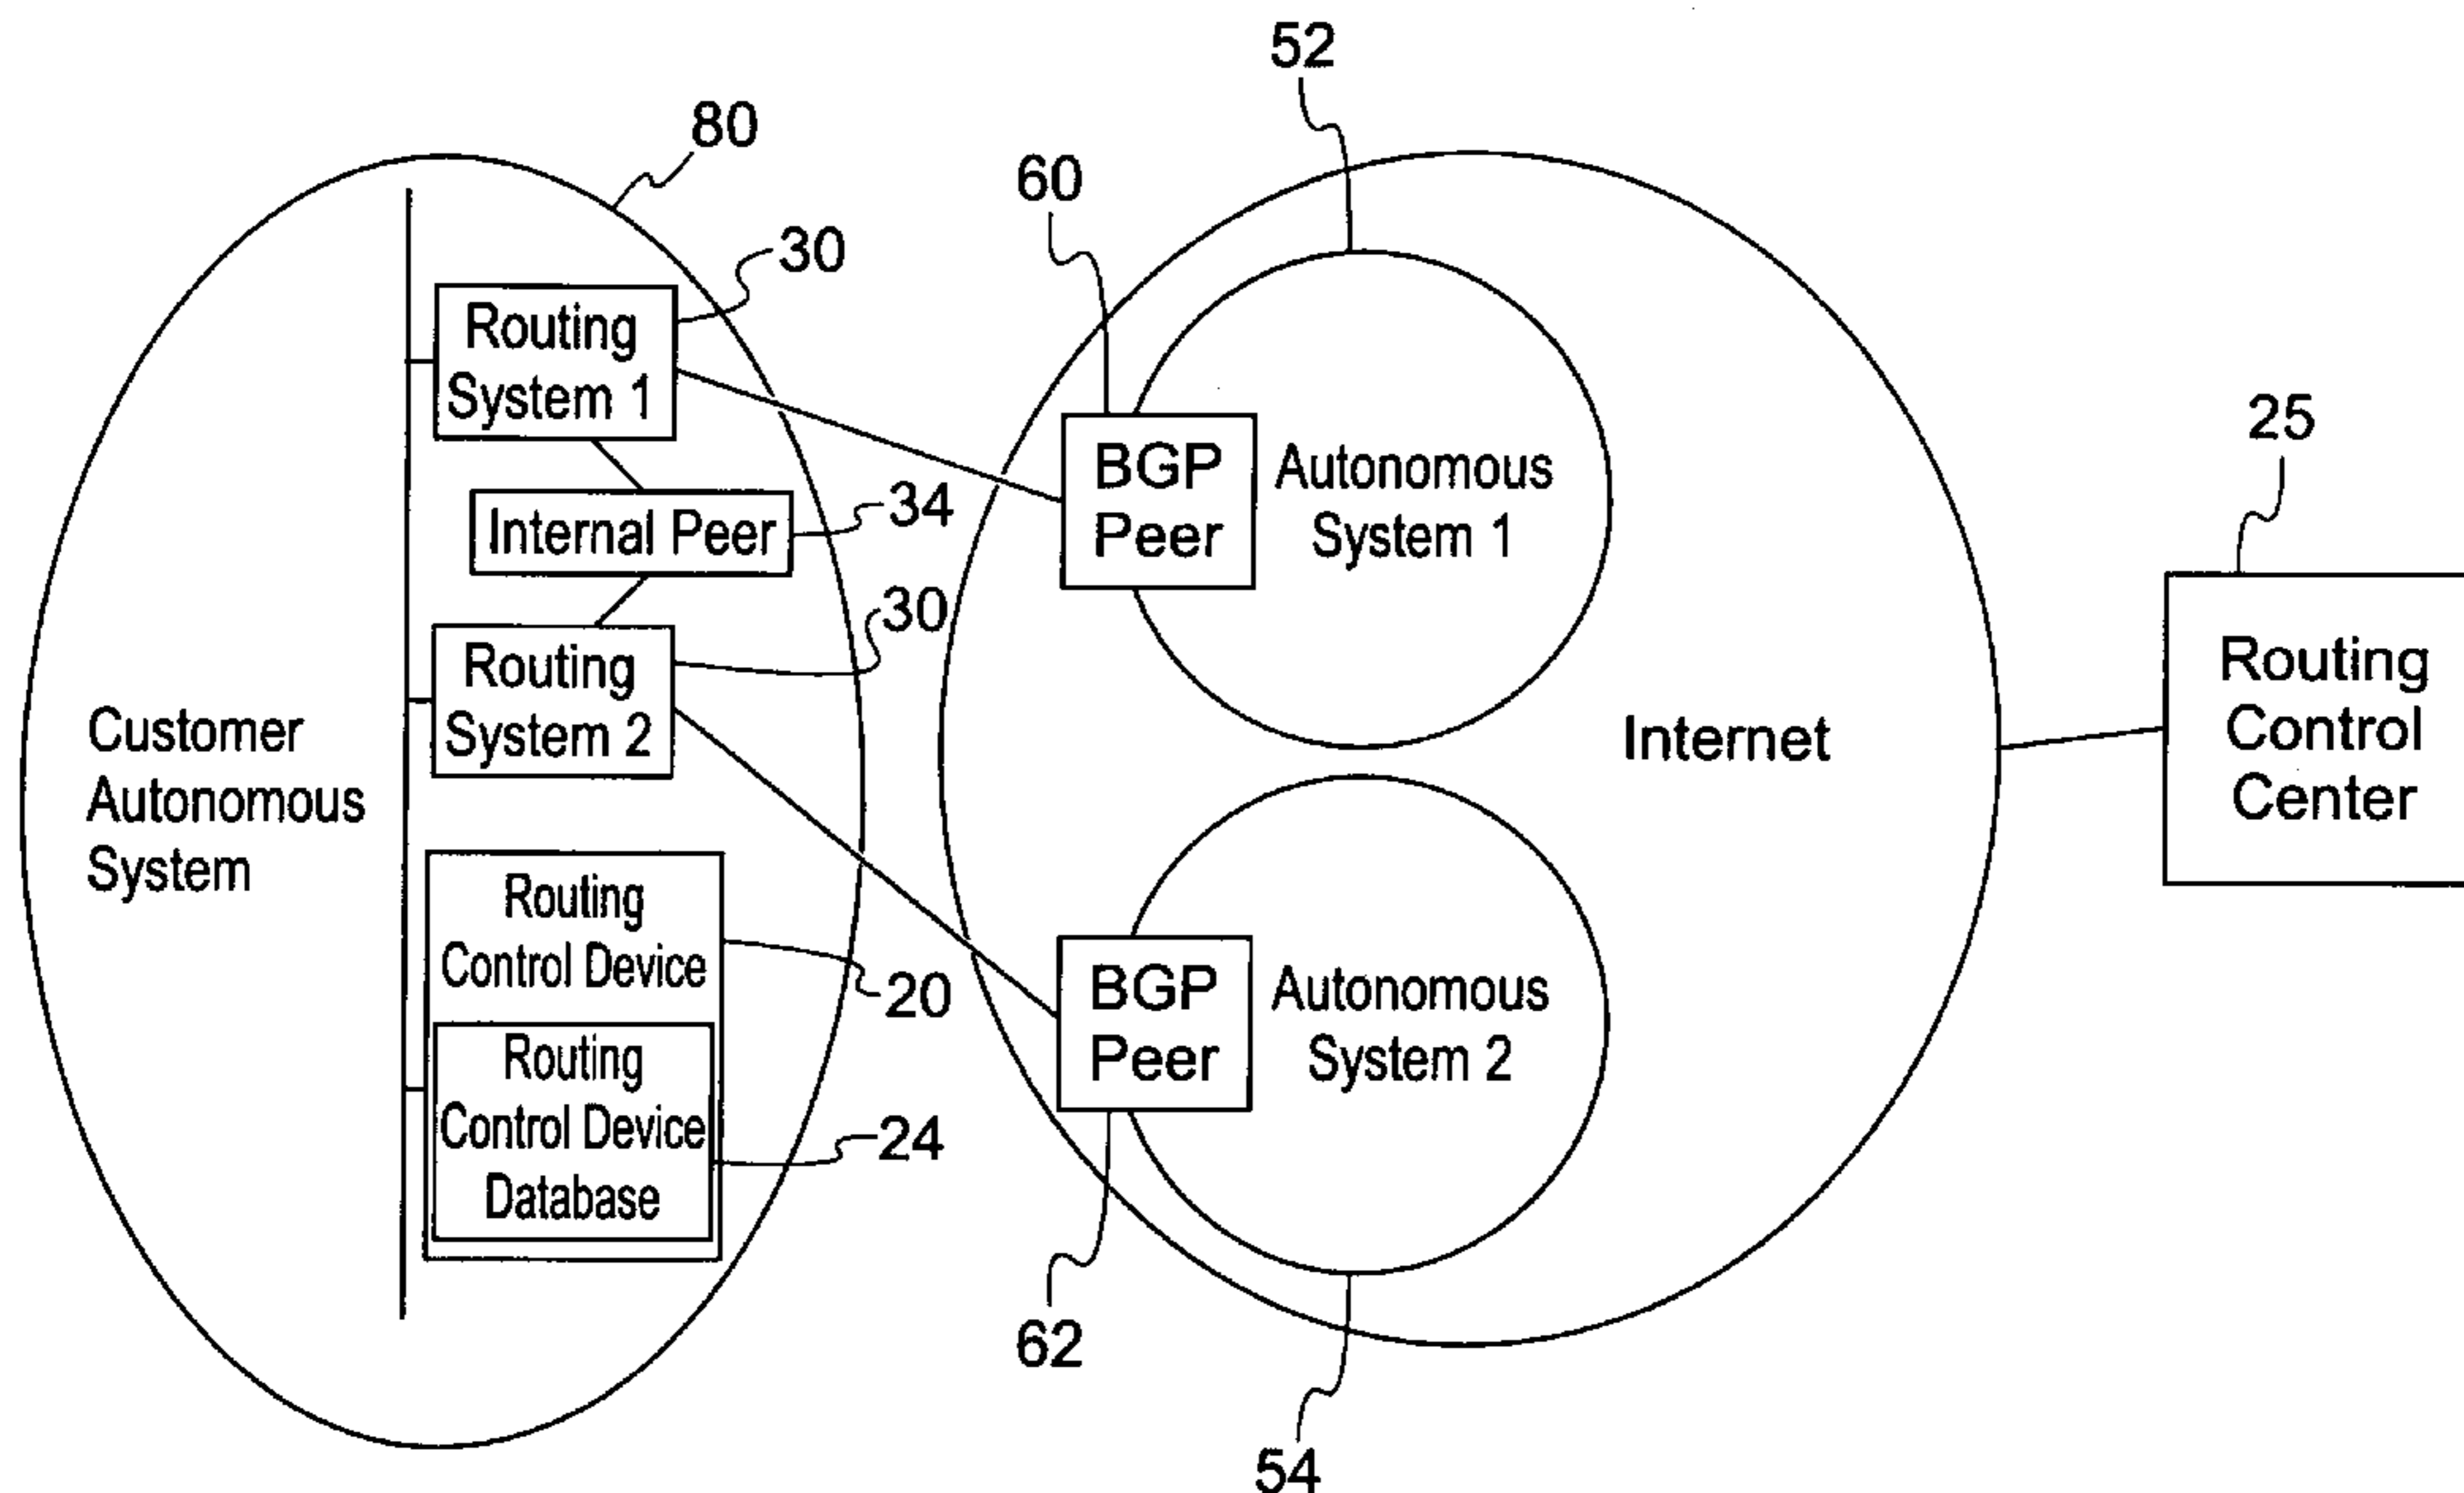 52
80
60
30
Routing
System 1
25
BGP
Peer
Autonomous
System 1
34
Internal Peer
30
Routing
System 2
Customer
Autonomous
System
Internet
Routing
Control
Center
Routing
Control Device
20
BGP
Peer
Autonomous
System 2
Routing
Control Device
Database
24
62
54